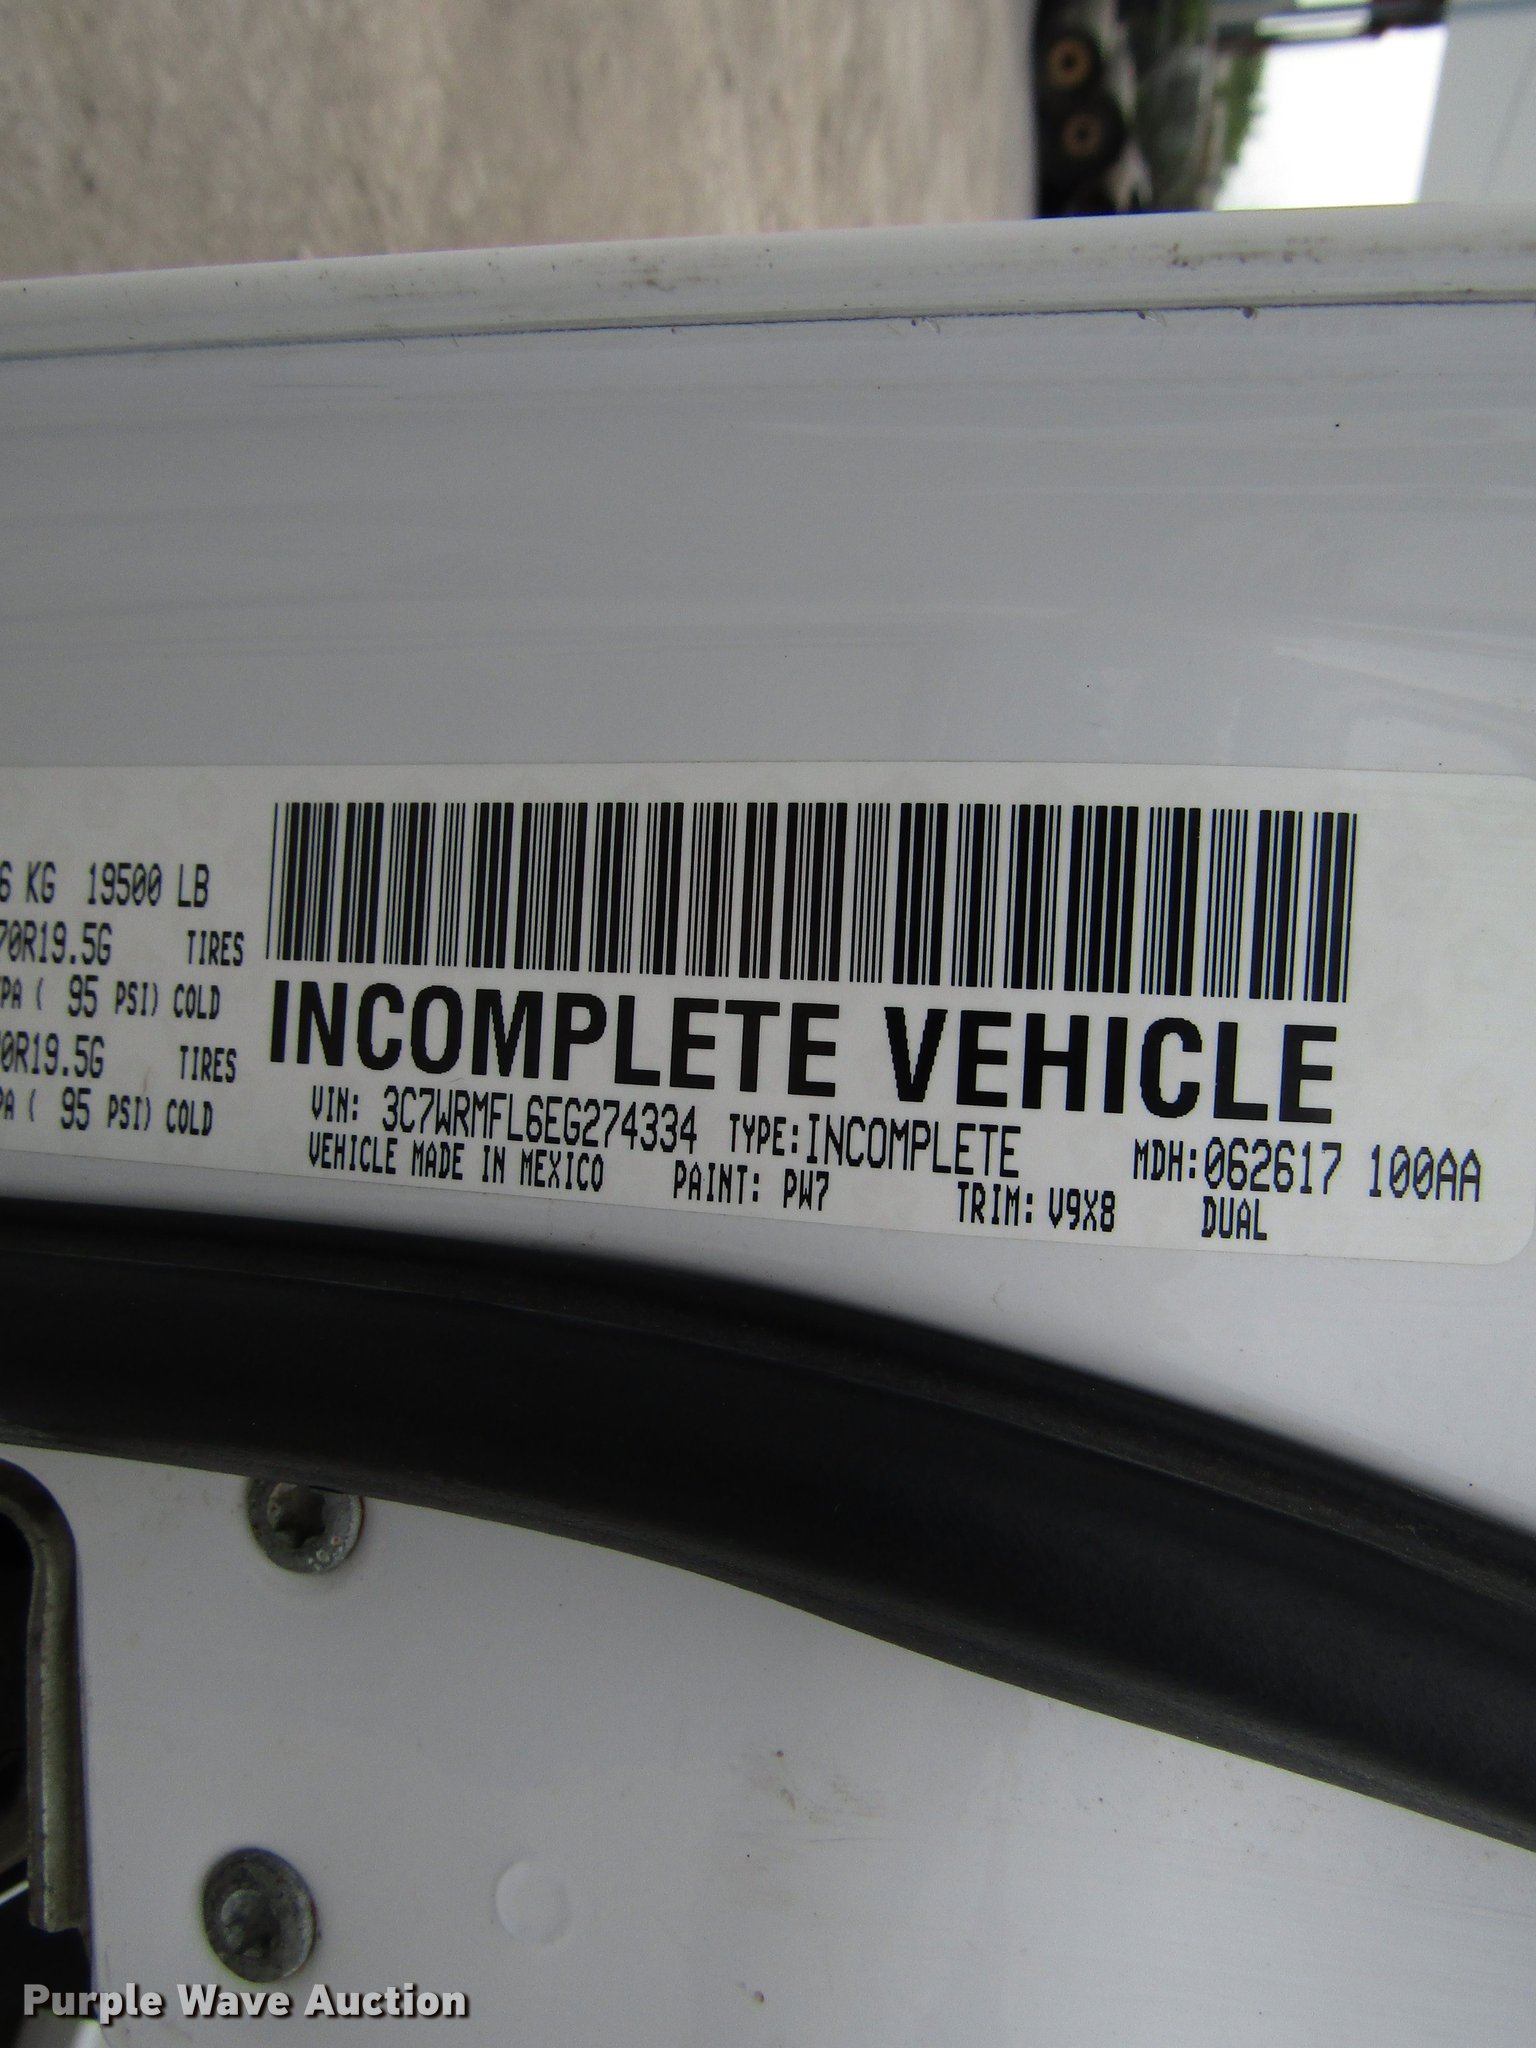 6 KG 19500 LB
70R19.5G TIRES
PA ( 95 PSI) COLD
0R19.5G TIRES
PA ( 95 PSI) COLD
INCOMPLETE VEHICLE
VIN: 3C7WRMFL6EG274334 TYPE: INCOMPLETE MDH: 062617 100AA
VEHICLE MADE IN MEXICO PAINT: PW7 TRIM: V9X8 DUAL
Purple Wave Auction